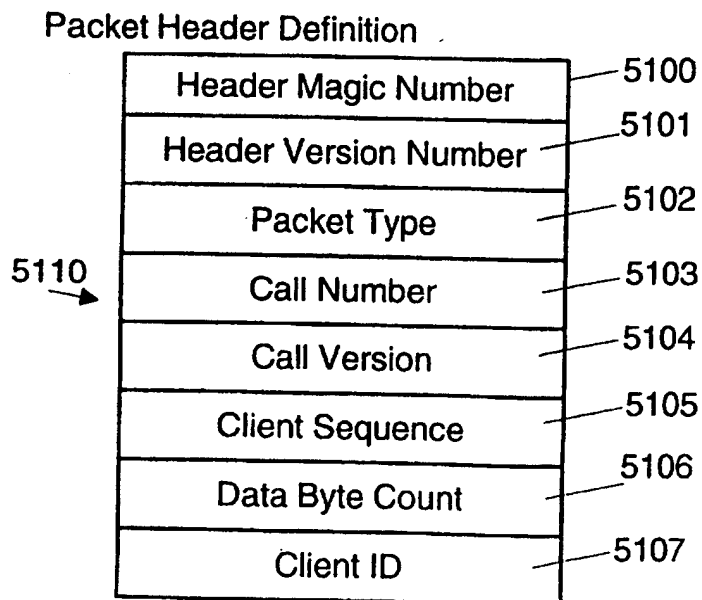 Packet Header Definition
Header Magic Number 5100
Header Version Number 5101
Packet Type 5102
5110
Call Number 5103
Call Version 5104
Client Sequence 5105
Data Byte Count 5106
Client ID 5107